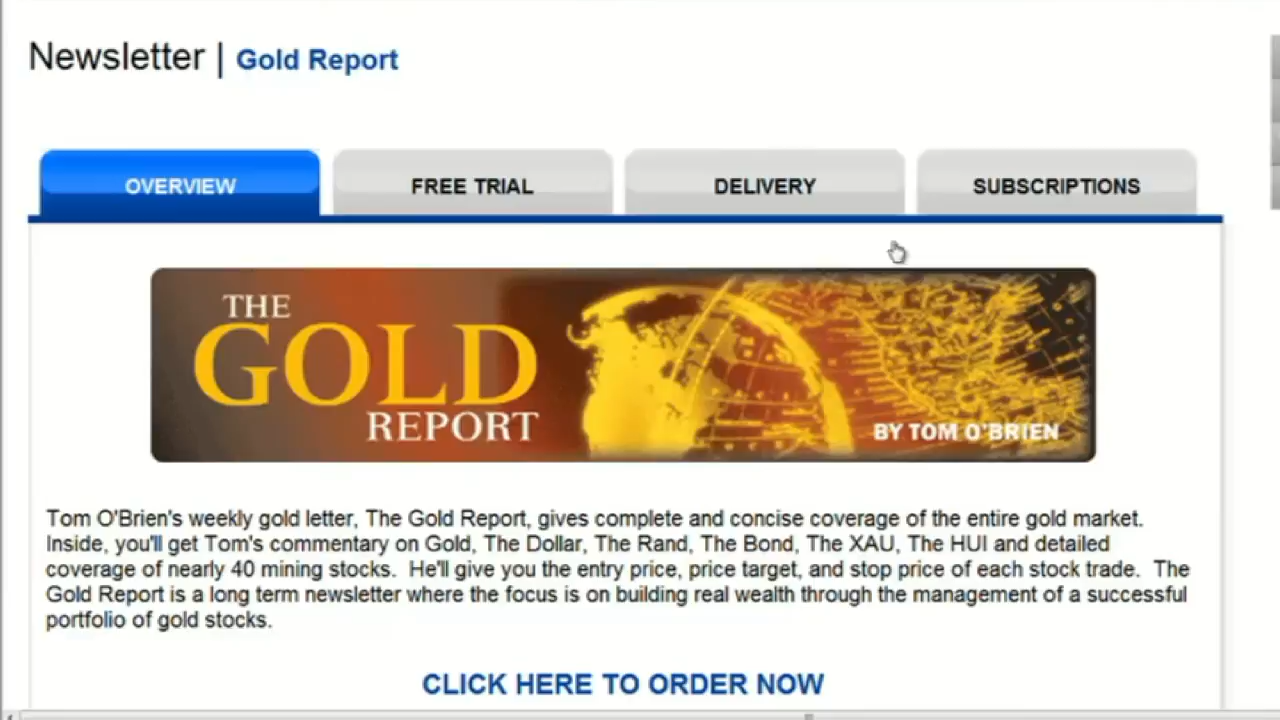 Newsletter | Gold Report
OVERVIEW FREE TRIAL DELIVERY SUBSCRIPTIONS
THE
GOLD
REPORT
BY TOM O'BRIEN
Tom O'Brien's weekly gold letter, The Gold Report, gives complete and concise coverage of the entire gold market.
Inside, you'll get Tom's commentary on Gold, The Dollar, The Rand, The Bond, The XAU, The HUI and detailed
coverage of nearly 40 mining stocks.  He'll give you the entry price, price target, and stop price of each stock trade.  The
Gold Report is a long term newsletter where the focus is on building real wealth through the management of a successful
portfolio of gold stocks.
CLICK HERE TO ORDER NOW